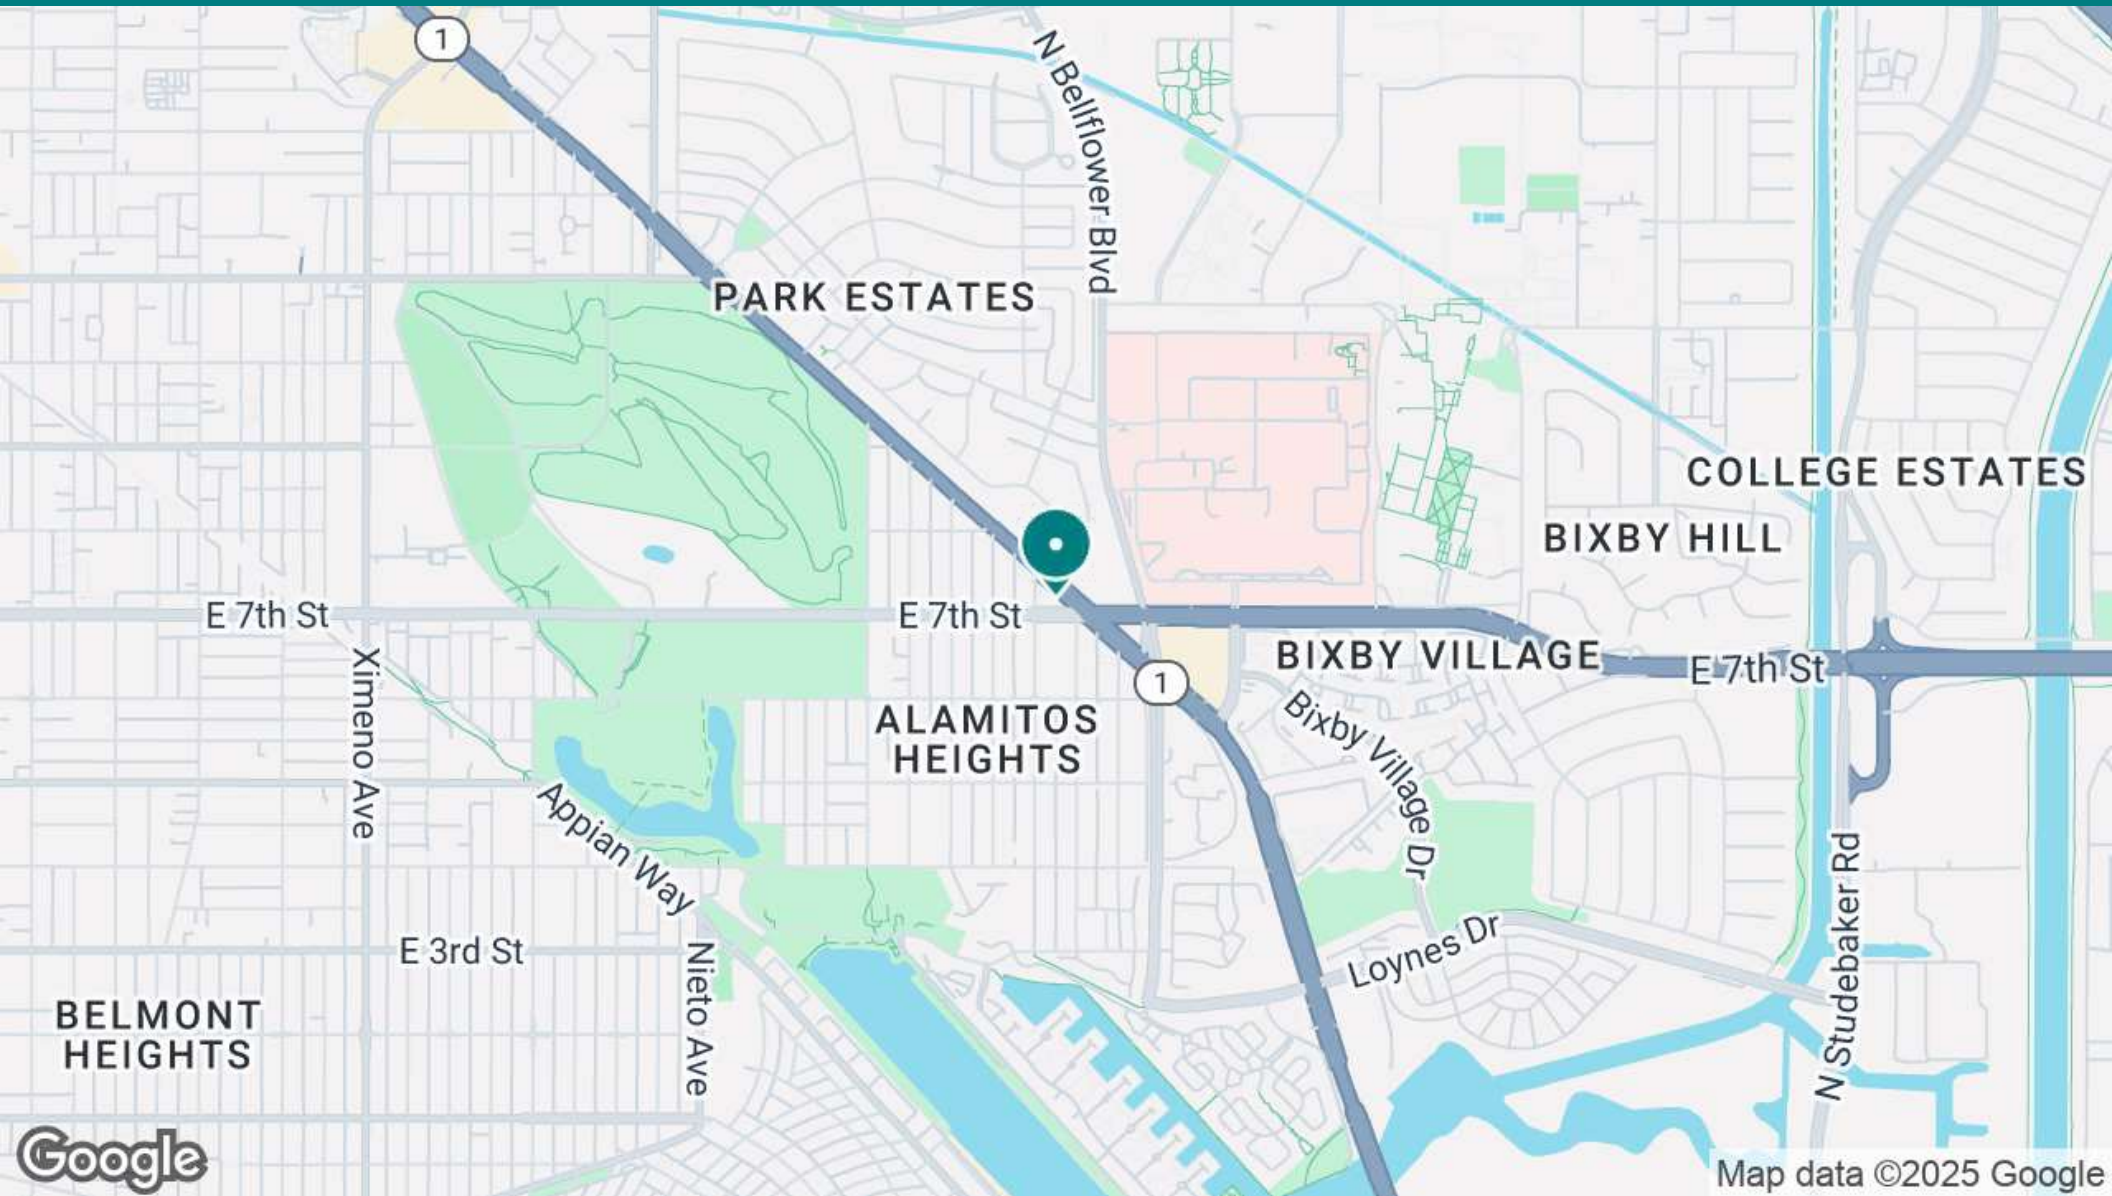 1
N Bellflower Blvd
PARK ESTATES
COLLEGE ESTATES
BIXBY HILL
E 7th St
E 7th St
BIXBY VILLAGE
E 7th St
1
Ximeno Ave
ALAMITOS
HEIGHTS
Bixby Village Dr
Appian Way
N Studebaker Rd
E 3rd St
Nieto Ave
Loynes Dr
BELMONT
HEIGHTS
Google
Map data ©2025 Google